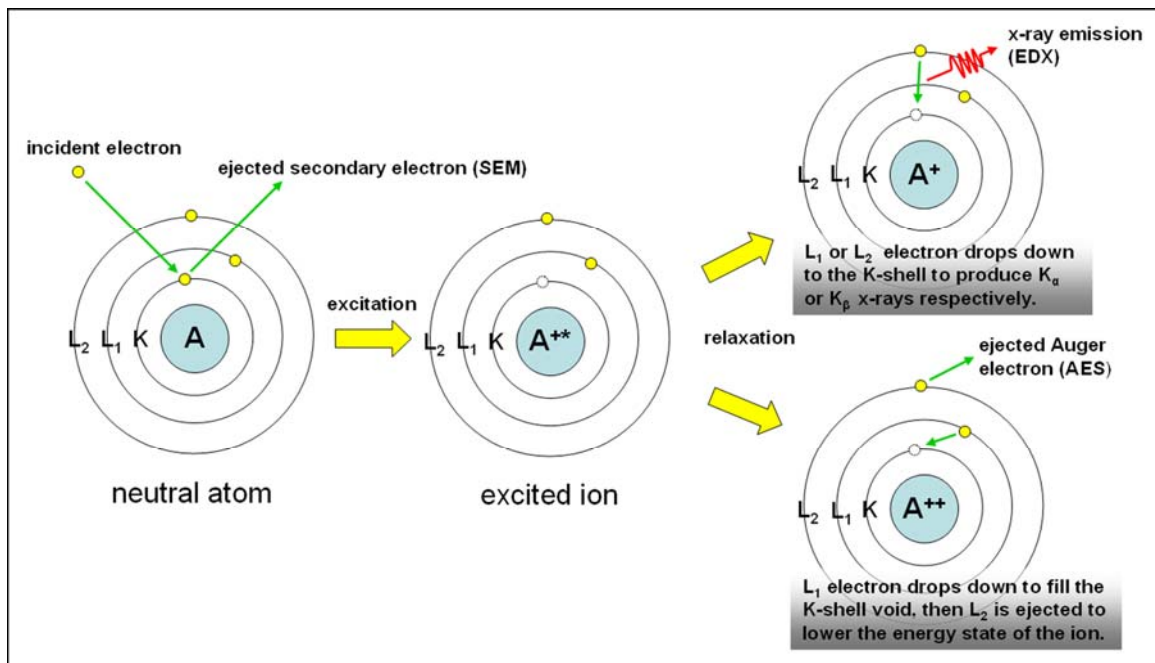 incident electron
ejected secondary electron (SEM)
L₂ L₁ K A
neutral atom
excitation
L₂ L₁ K A⁺*
excited ion
relaxation
x-ray emission
(EDX)
L₂ L₁ K A⁺
L₁ or L₂ electron drops down
to the K-shell to produce Kα
or Kβ x-rays respectively.
ejected Auger
electron (AES)
L₂ L₁ K A⁺⁺
L₁ electron drops down to fill the
K-shell void, then L₂ is ejected to
lower the energy state of the ion.